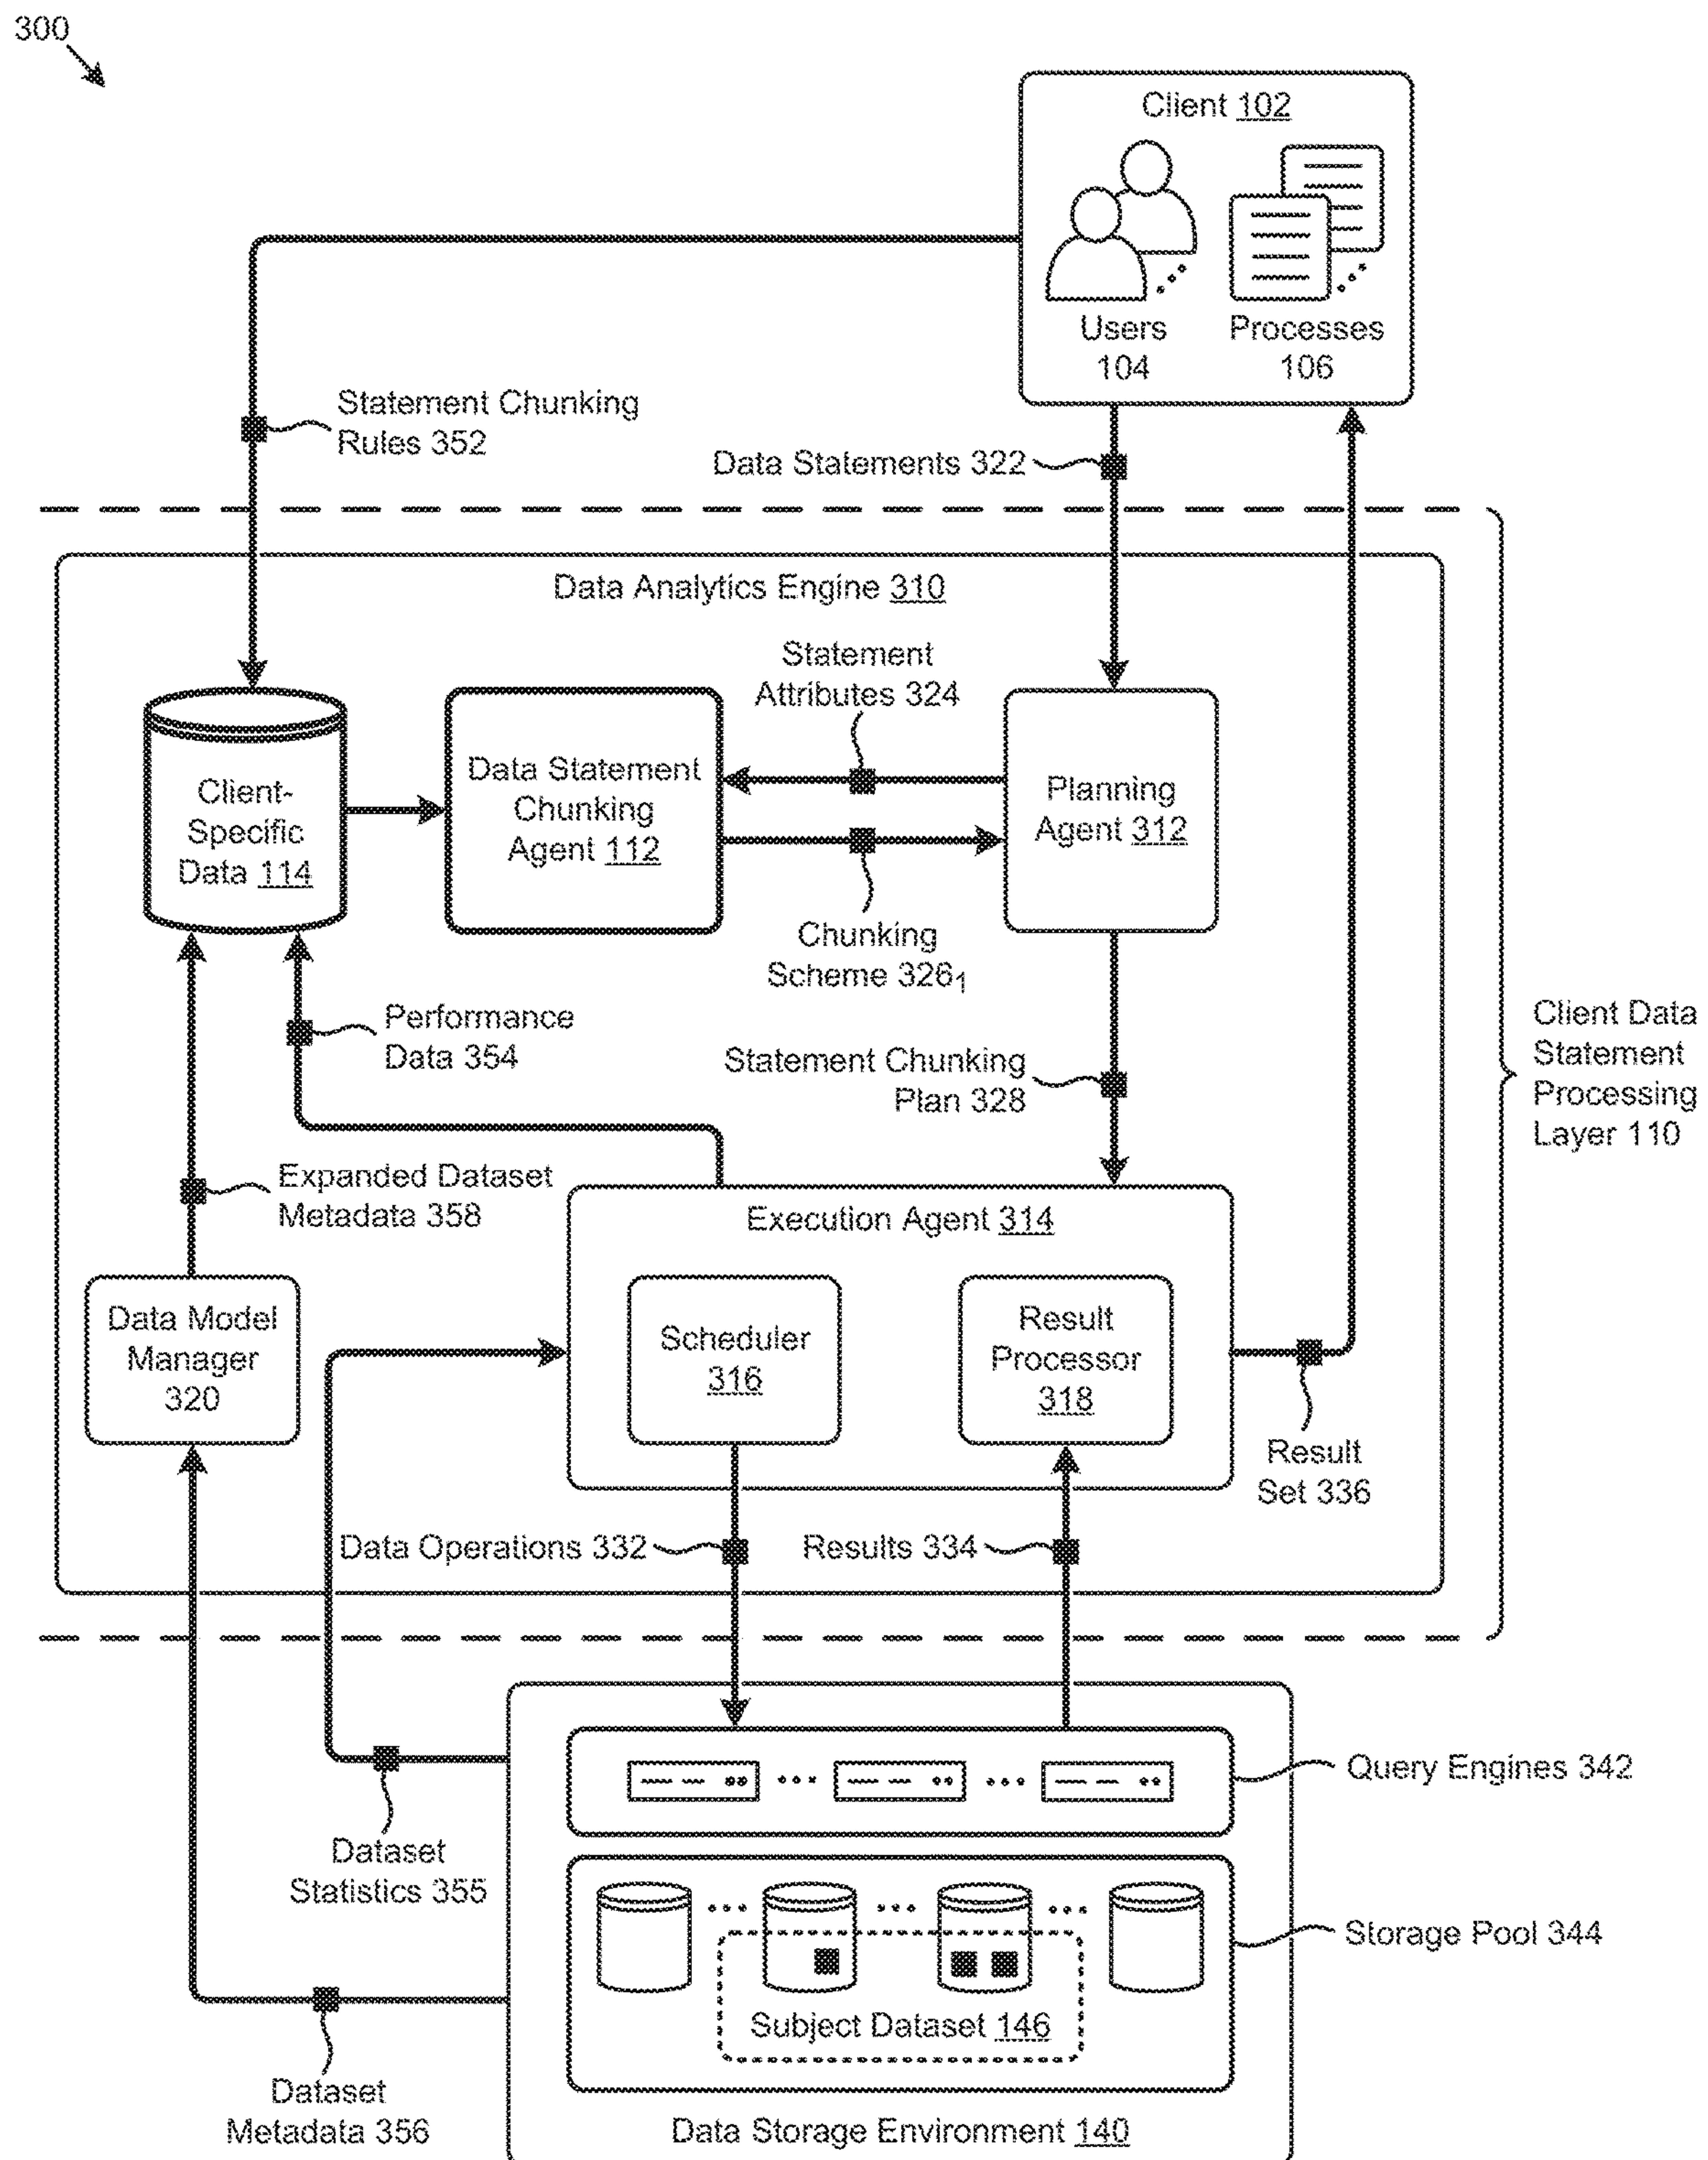 300
Client 102
Users
104
Processes
106
Statement Chunking
Rules 352
Data Statements 322
Data Analytics Engine 310
Statement
Attributes 324
Client-
Specific
Data 114
Data Statement
Chunking
Agent 112
Planning
Agent 312
Chunking
Scheme 326₁
Performance
Data 354
Statement Chunking
Plan 328
Client Data
Statement
Processing
Layer 110
Expanded Dataset
Metadata 358
Execution Agent 314
Data Model
Manager
320
Scheduler
316
Result
Processor
318
Result
Set 336
Data Operations 332
Results 334
Query Engines 342
Dataset
Statistics 355
Storage Pool 344
Subject Dataset 146
Dataset
Metadata 356
Data Storage Environment 140